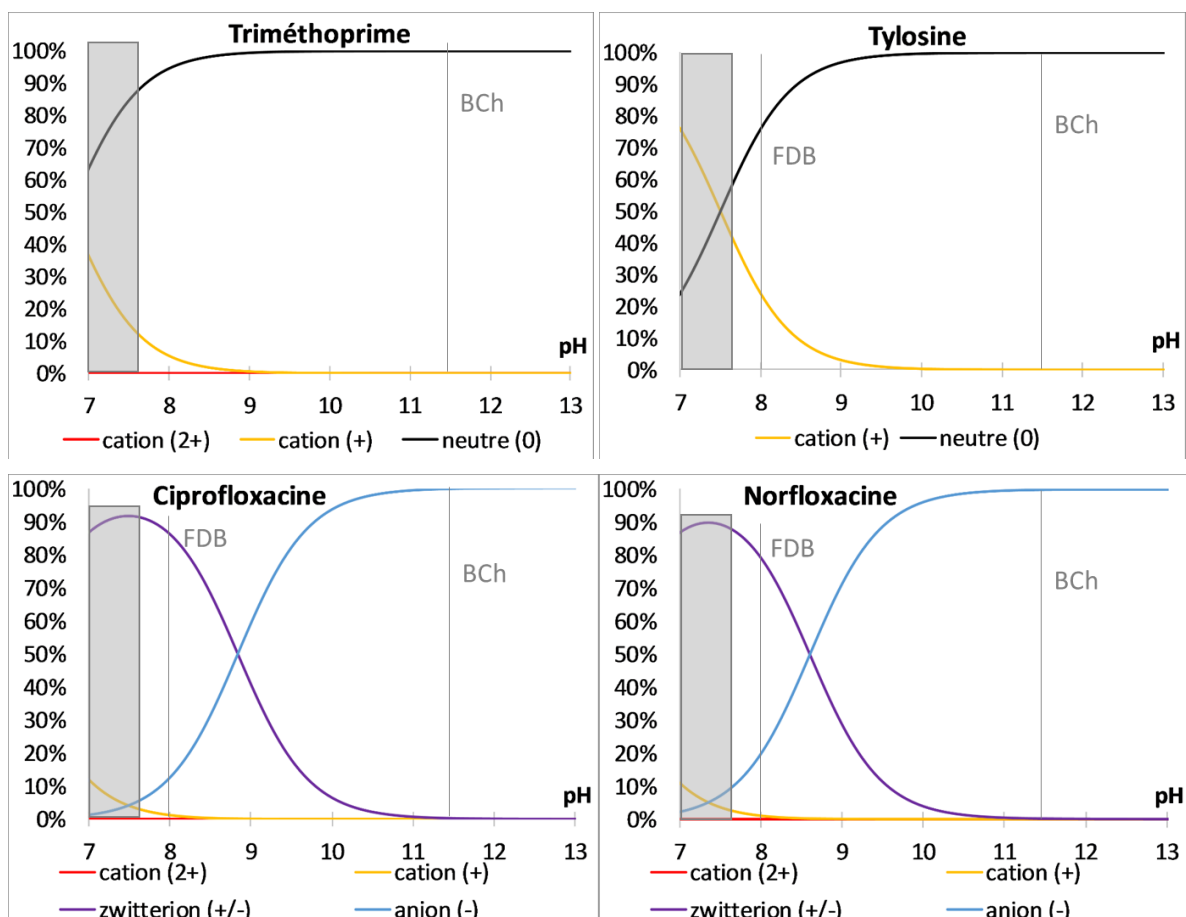 Triméthoprime
100%
90%
80%
70%
60%
50%
40%
30%
20%
10%
0%
BCh
pH
7 8 9 10 11 12 13
cation (2+) cation (+) neutre (0)
Tylosine
100%
90%
80%
70%
60%
50%
40%
30%
20%
10%
0%
FDB
BCh
pH
7 8 9 10 11 12 13
cation (+) neutre (0)
Ciprofloxacine
100%
90%
80%
70%
60%
50%
40%
30%
20%
10%
0%
FDB
BCh
pH
7 8 9 10 11 12 13
cation (2+) cation (+)
zwitterion (+/-) anion (-)
Norfloxacine
100%
90%
80%
70%
60%
50%
40%
30%
20%
10%
0%
FDB
BCh
pH
7 8 9 10 11 12 13
cation (2+) cation (+)
zwitterion (+/-) anion (-)